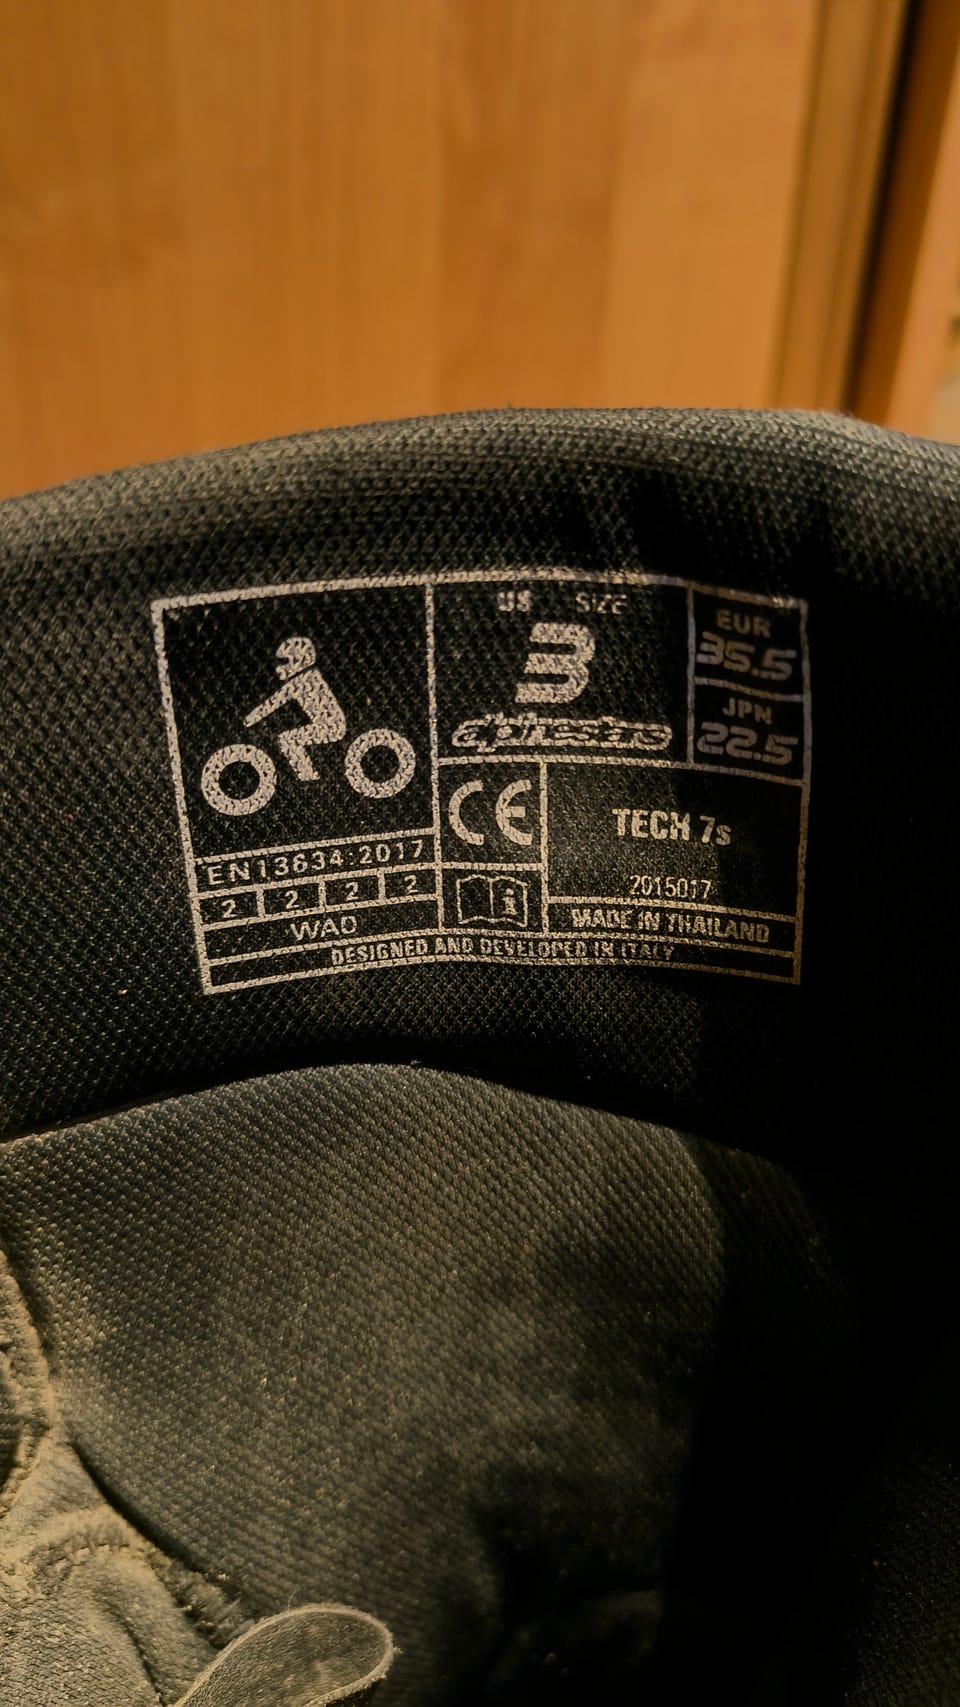 US SIZE
3
alpinestars
EUR
35.5
JPN
22.5
CE
TECH 7s
2015017
EN13634:2017
2 2 2 2
WAD
i
MADE IN THAILAND
DESIGNED AND DEVELOPED IN ITALY